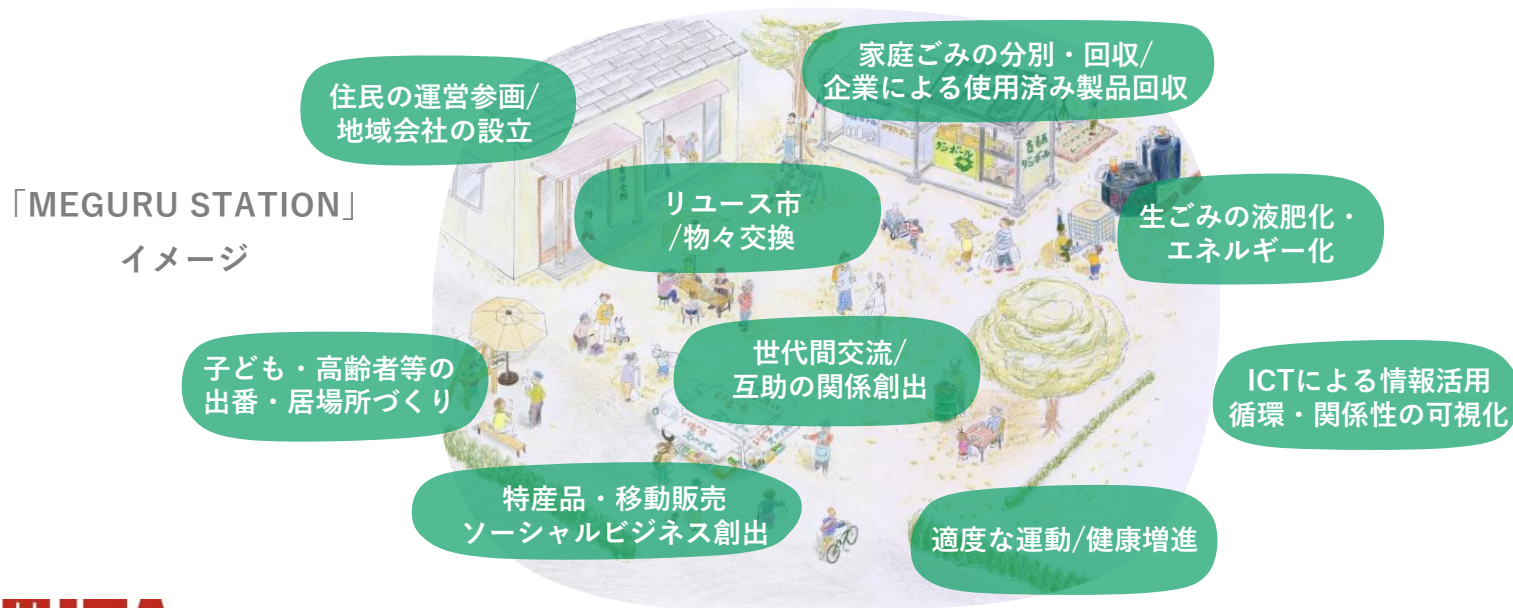 家庭ごみの分別・回収/
企業による使用済み製品回収
住民の運営参画/
地域会社の設立
「MEGURU STATION」
イメージ
リユース市
/物々交換
生ごみの液肥化・
エネルギー化
子ども・高齢者等の
出番・居場所づくり
世代間交流/
互助の関係創出
ICTによる情報活用
循環・関係性の可視化
特産品・移動販売
ソーシャルビジネス創出
適度な運動/健康増進
ダンボール